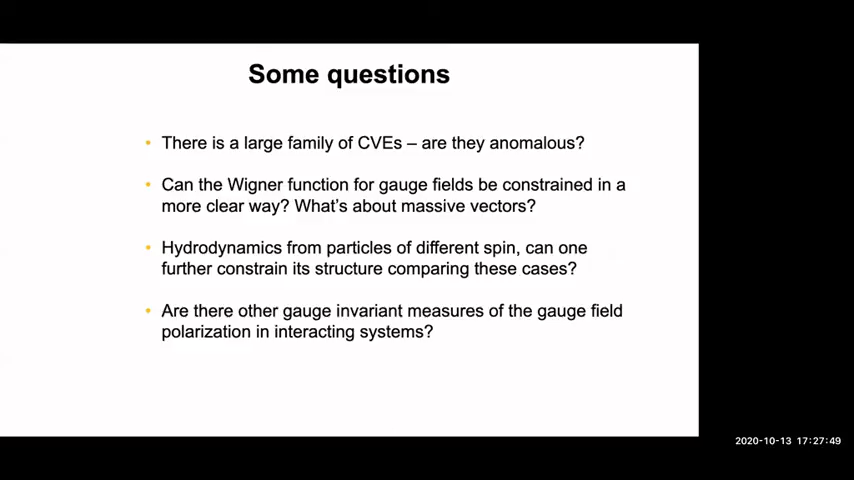 Some questions
• There is a large family of CVEs – are they anomalous?
• Can the Wigner function for gauge fields be constrained in a
more clear way? What's about massive vectors?
• Hydrodynamics from particles of different spin, can one
further constrain its structure comparing these cases?
• Are there other gauge invariant measures of the gauge field
polarization in interacting systems?
2020-10-13 17:27:49